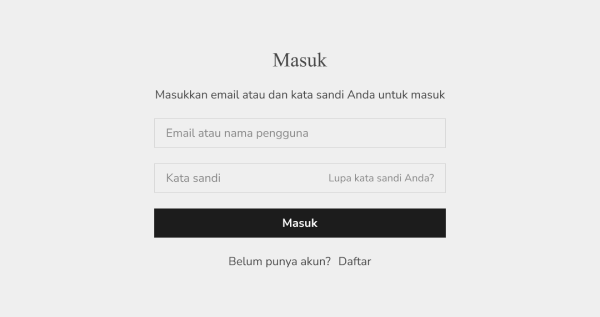 Masuk
Masukkan email atau dan kata sandi Anda untuk masuk
Email atau nama pengguna
Kata sandi Lupa kata sandi Anda?
Masuk
Belum punya akun? Daftar